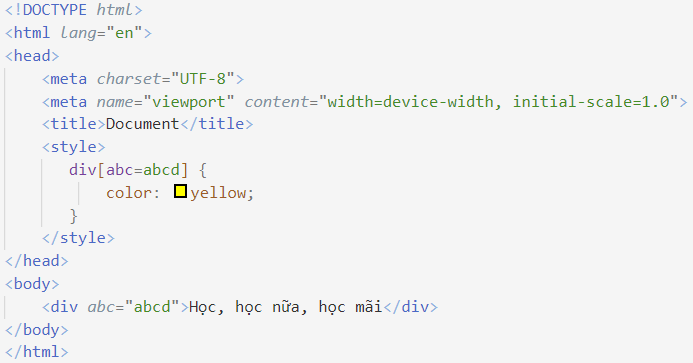 <!DOCTYPE html>
<html lang="en">
<head>
    <meta charset="UTF-8">
    <meta name="viewport" content="width=device-width, initial-scale=1.0">
    <title>Document</title>
    <style>
       div[abc=abcd] {
           color: yellow;
       }
    </style>
</head>
<body>
    <div abc="abcd">Học, học nữa, học mãi</div>
</body>
</html>